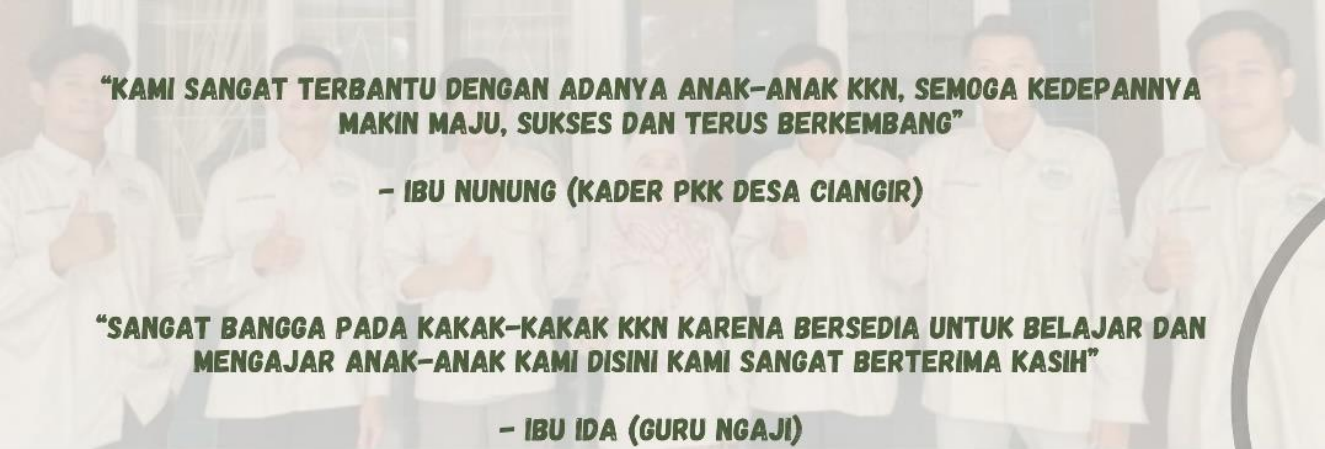 “KAMI SANGAT TERBANTU DENGAN ADANYA ANAK-ANAK KKN, SEMOGA KEDEPANNYA
MAKIN MAJU, SUKSES DAN TERUS BERKEMBANG”
– IBU NUNUNG (KADER PKK DESA CIANGIR)
“SANGAT BANGGA PADA KAKAK-KAKAK KKN KARENA BERSEDIA UNTUK BELAJAR DAN
MENGAJAR ANAK-ANAK KAMI DISINI KAMI SANGAT BERTERIMA KASIH”
– IBU IDA (GURU NGAJI)